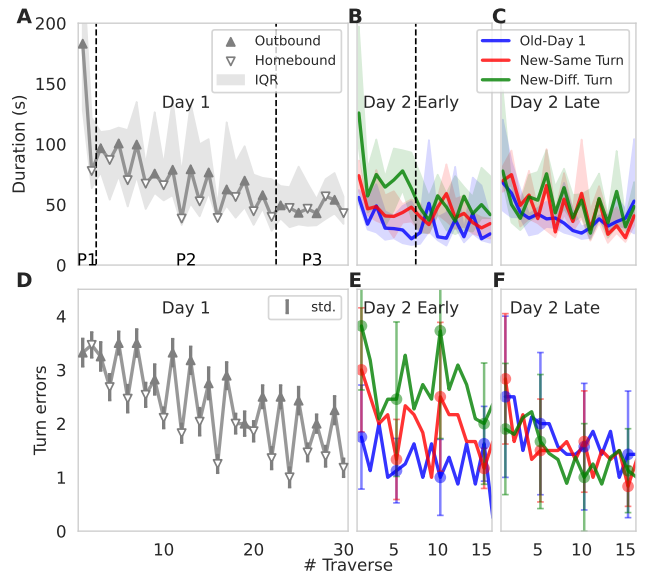 A
B
C
200
150
100
50
0
Duration (s)
Outbound
Homebound
IQR
Day 1
P1
P2
P3
Day 2 Early
Old-Day 1
New-Same Turn
New-Diff. Turn
Day 2 Late
D
E
F
4
3
2
1
0
Turn errors
Day 1
std.
Day 2 Early
Day 2 Late
10
20
30
5
10
15
5
10
15
# Traverse